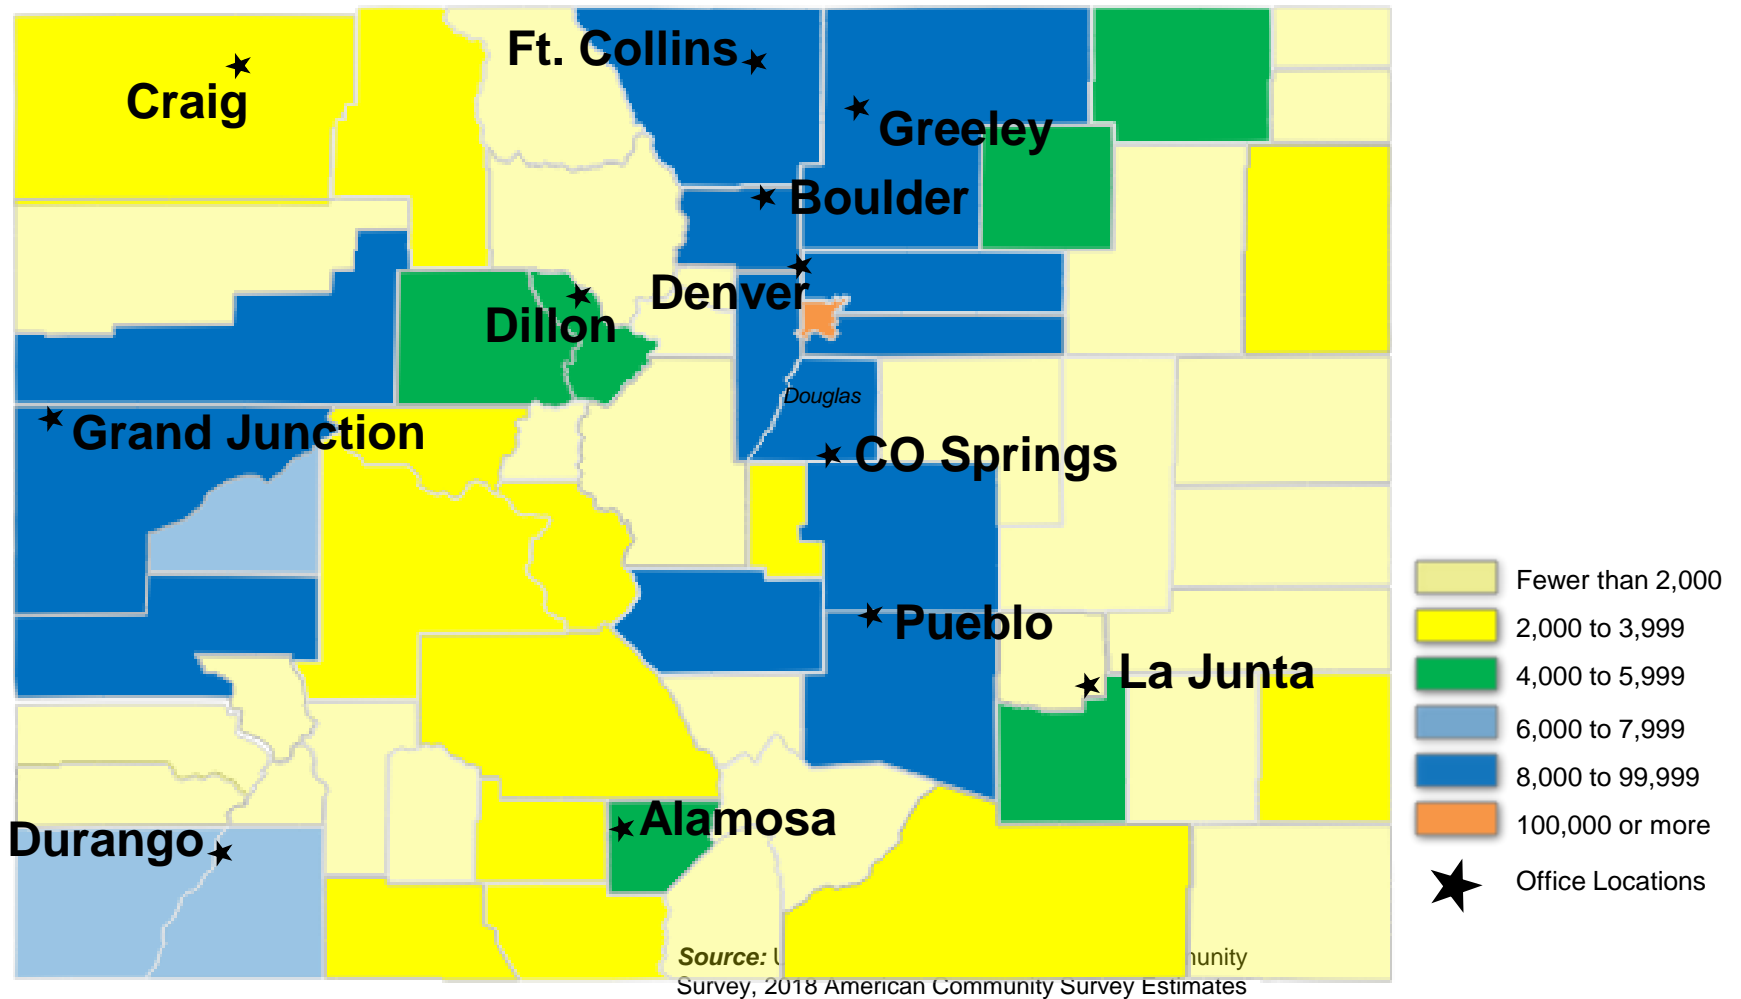 Ft. Collins
Craig
Greeley
Boulder
Denver
Dillon
Douglas
Grand Junction
CO Springs
Pueblo
La Junta
Alamosa
Durango
Fewer than 2,000
2,000 to 3,999
4,000 to 5,999
6,000 to 7,999
8,000 to 99,999
100,000 or more
Office Locations
Source:
Survey, 2018 American Community Survey Estimates